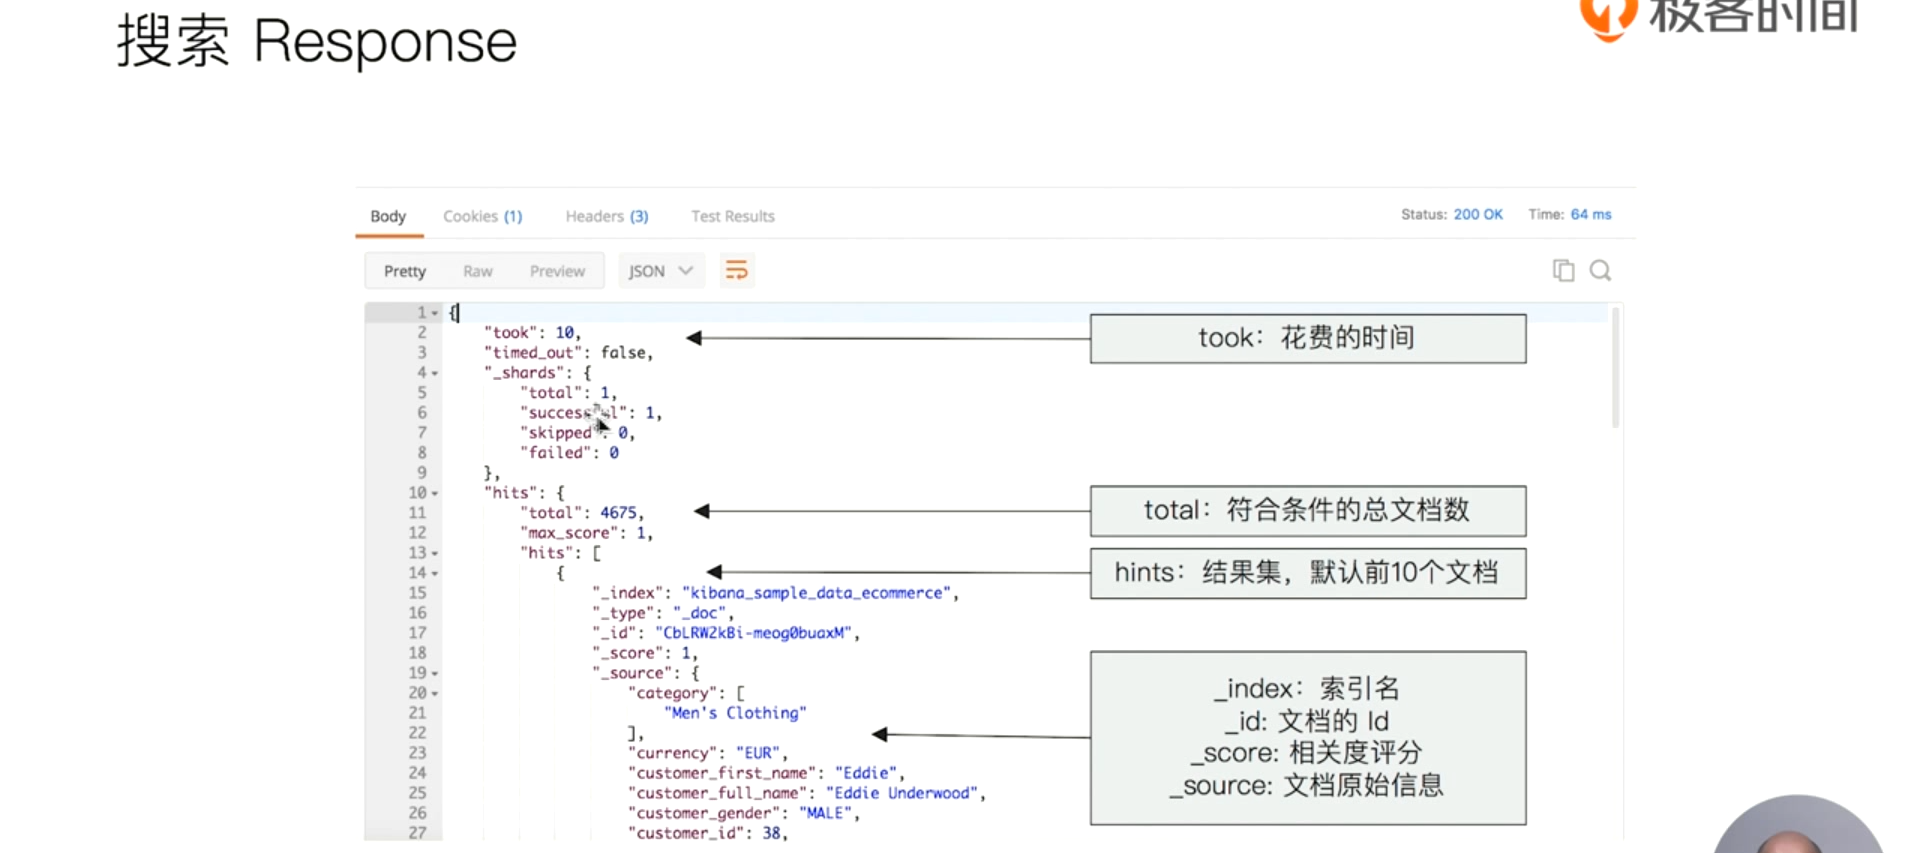 搜索 Response
极客时间
Body Cookies (1) Headers (3) Test Results Status: 200 OK Time: 64 ms
Pretty Raw Preview JSON
1 {
2 "took": 10,
took：花费的时间
3 "timed_out": false,
4 "_shards": {
5 "total": 1,
6 "successful": 1,
7 "skipped": 0,
8 "failed": 0
9 },
10 "hits": {
11 "total": 4675,
total：符合条件的总文档数
12 "max_score": 1,
13 "hits": [
14 {
hints：结果集，默认前10个文档
15 "_index": "kibana_sample_data_ecommerce",
16 "_type": "_doc",
17 "_id": "CbLRW2kBi-meog0buaxM",
18 "_score": 1,
19 "_source": {
20 "category": [
21 "Men's Clothing"
22 ],
23 "currency": "EUR",
24 "customer_first_name": "Eddie",
25 "customer_full_name": "Eddie Underwood",
26 "customer_gender": "MALE",
27 "customer_id": 38,
_index：索引名
_id: 文档的 Id
_score: 相关度评分
_source: 文档原始信息